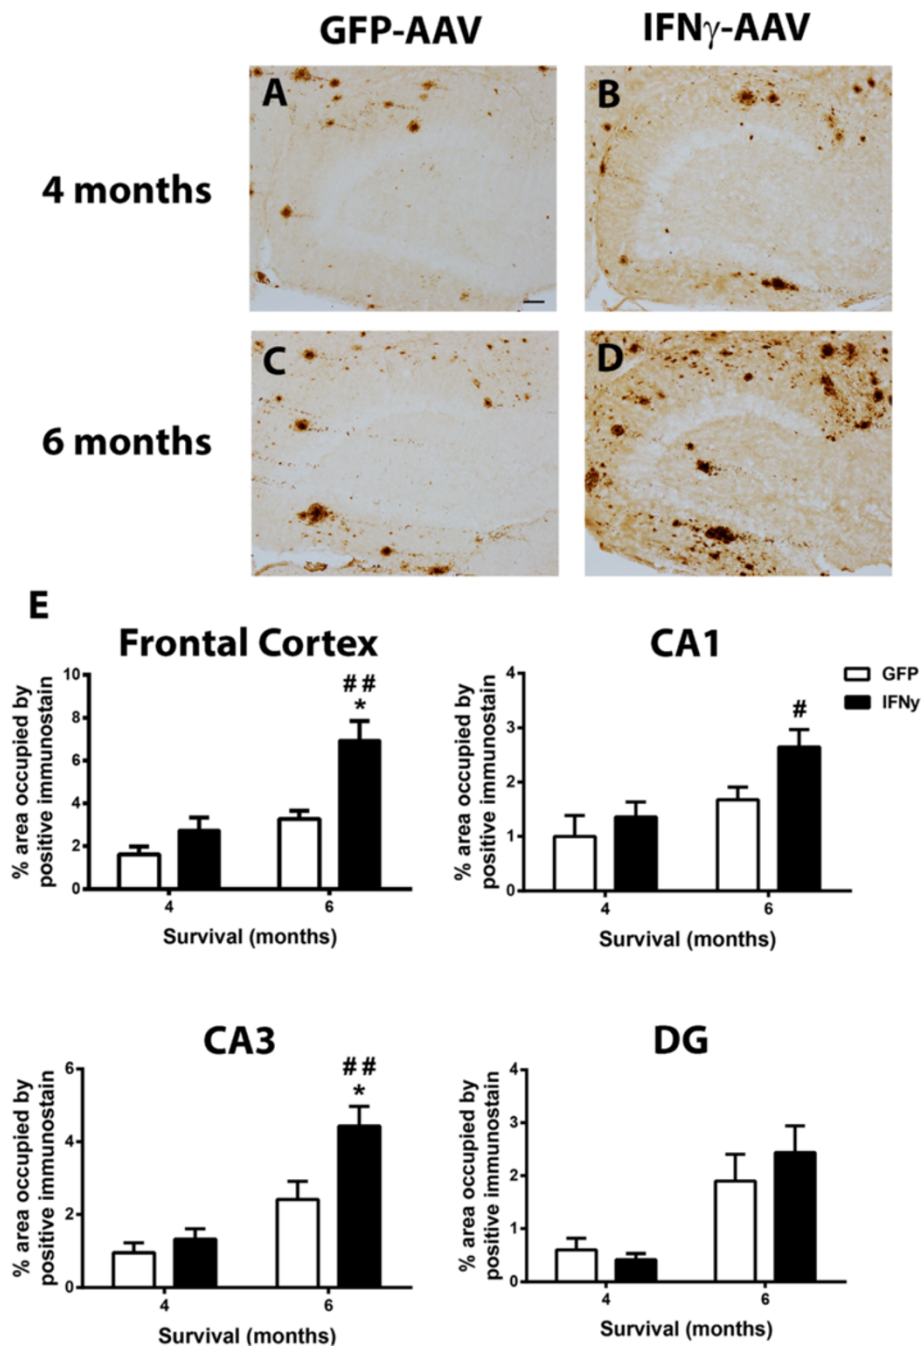 GFP-AAV
IFNγ-AAV
4 months
A
B
6 months
C
D
E
Frontal Cortex
% area occupied by
positive immunostain
10
8
6
4
2
0
##
*
4
6
Survival (months)
CA1
% area occupied by
positive immunostain
4
3
2
1
0
#
4
6
Survival (months)
GFP
IFNy
CA3
% area occupied by
positive immunostain
6
4
2
0
##
*
4
6
Survival (months)
DG
% area occupied by
positive immunostain
4
3
2
1
0
4
6
Survival (months)